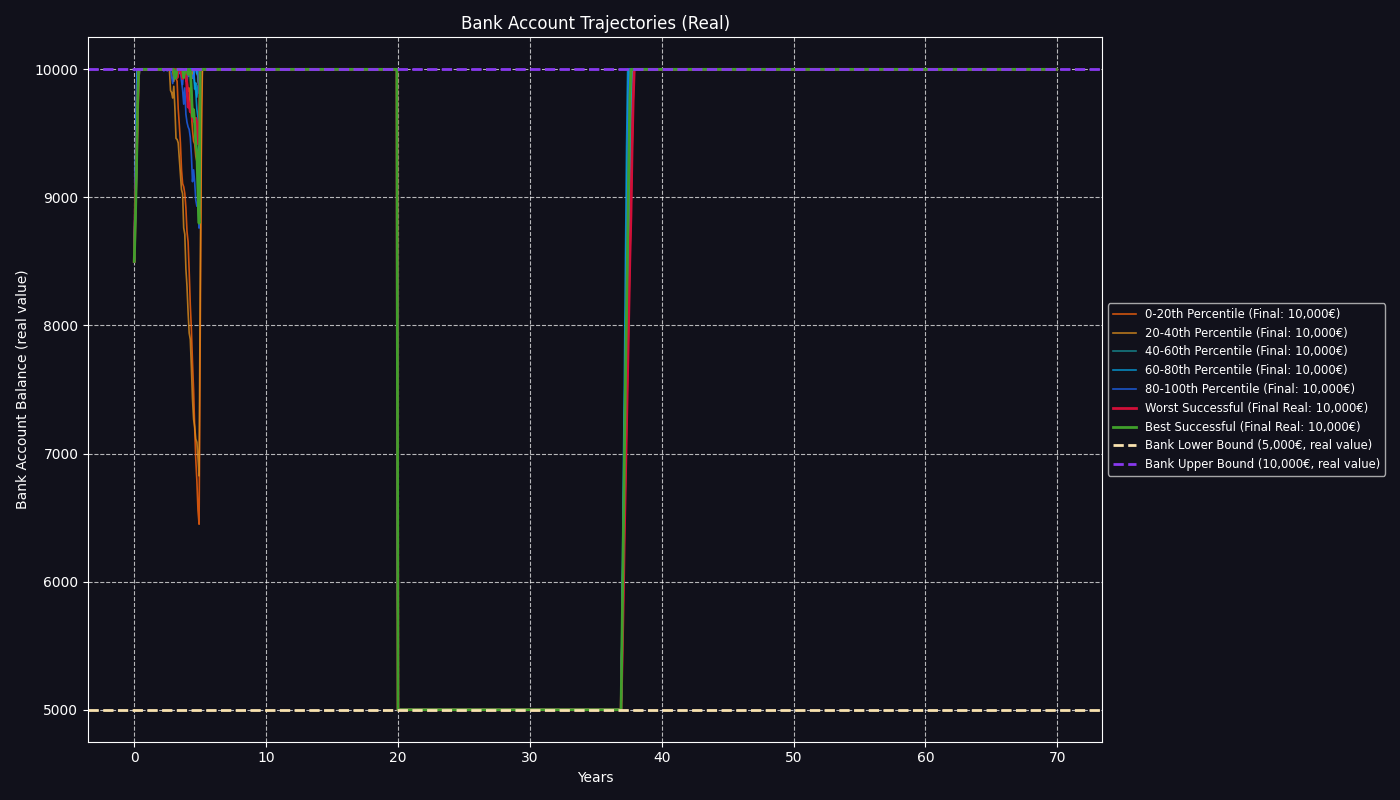 Bank Account Trajectories (Real)
Bank Account Balance (real value)
10000
9000
8000
7000
6000
5000
0 10 20 30 40 50 60 70
Years
0-20th Percentile (Final: 10,000€)
20-40th Percentile (Final: 10,000€)
40-60th Percentile (Final: 10,000€)
60-80th Percentile (Final: 10,000€)
80-100th Percentile (Final: 10,000€)
Worst Successful (Final Real: 10,000€)
Best Successful (Final Real: 10,000€)
Bank Lower Bound (5,000€, real value)
Bank Upper Bound (10,000€, real value)